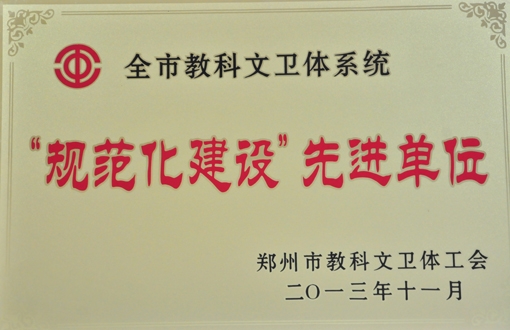 全市教科文卫体系统
“规范化建设”先进单位
郑州市教科文卫体工会
二〇一三年十一月